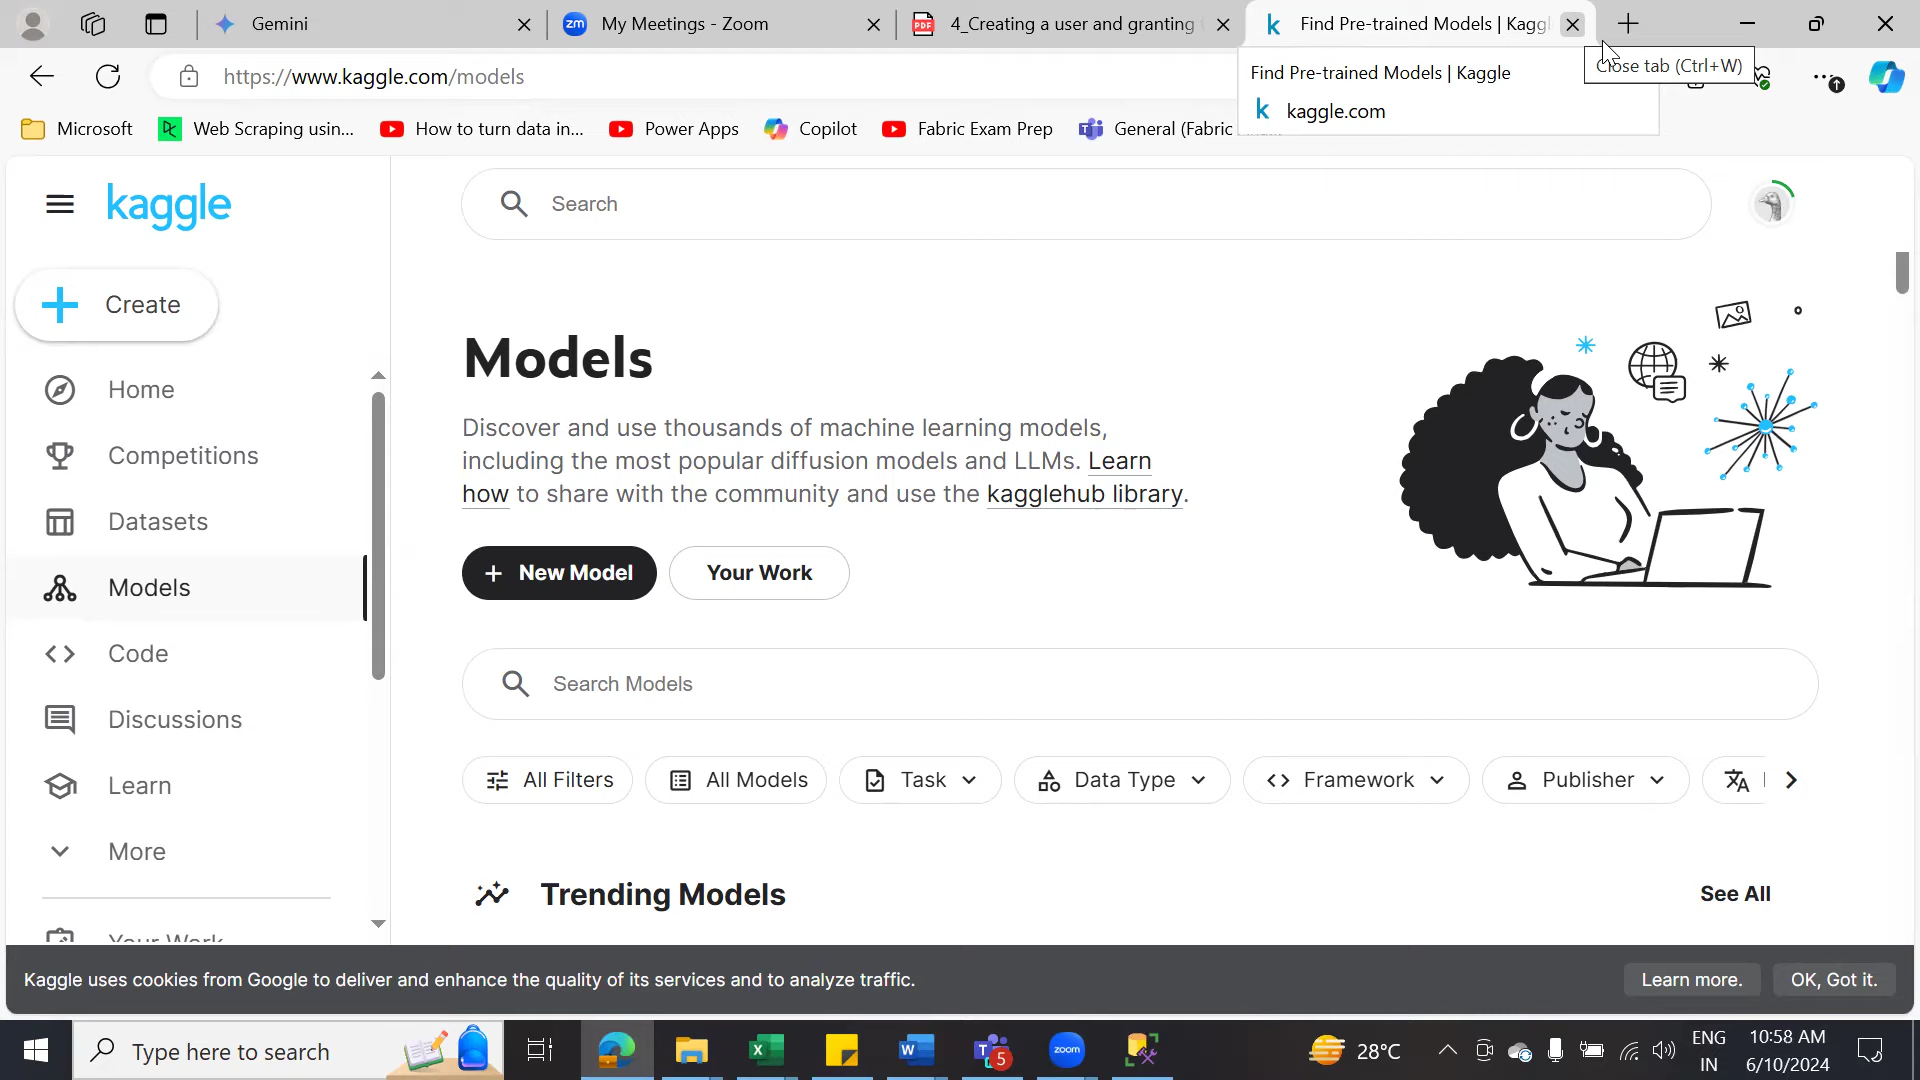 Gemini
zm My Meetings - Zoom
PDF 4_Creating a user and granting
Find Pre-trained Models | Kaggl
https://www.kaggle.com/models
Find Pre-trained Models | Kaggle
kaggle.com
Close tab (Ctrl+W)
Microsoft
Web Scraping usin...
How to turn data in...
Power Apps
Copilot
Fabric Exam Prep
General (Fabric
kaggle
Search
Create
Home
Competitions
Datasets
Models
Code
Discussions
Learn
More
Your Work
Models
Discover and use thousands of machine learning models,
including the most popular diffusion models and LLMs. Learn
how to share with the community and use the kagglehub library.
+ New Model
Your Work
Search Models
All Filters
All Models
Task
Data Type
Framework
Publisher
Trending Models
See All
Kaggle uses cookies from Google to deliver and enhance the quality of its services and to analyze traffic.
Learn more.
OK, Got it.
Type here to search
zoom
5
28°C
ENG
IN
10:58 AM
6/10/2024